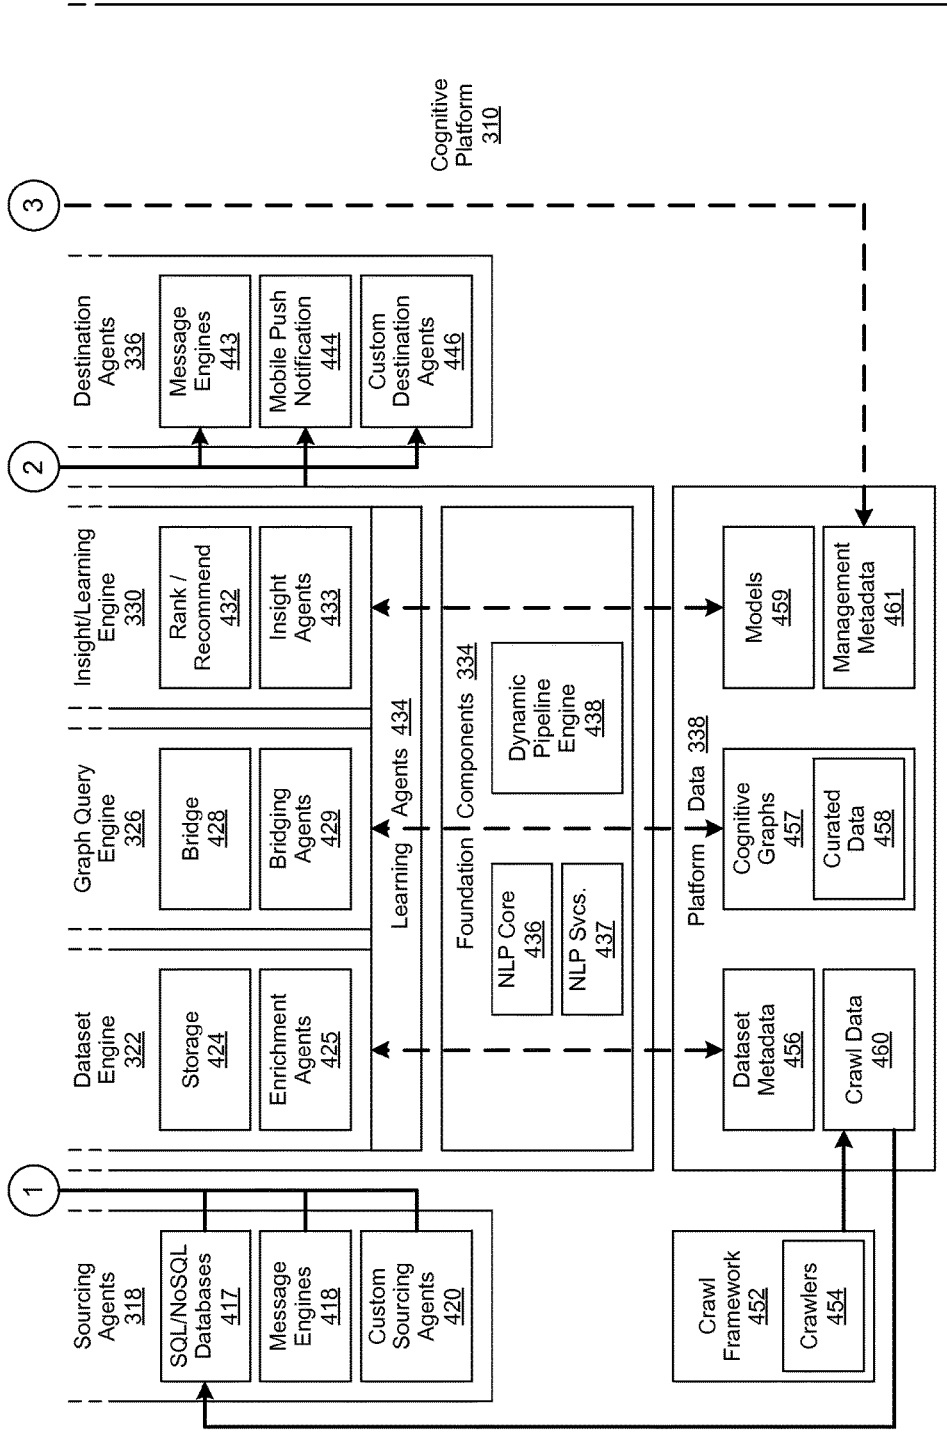 1
2
3
Sourcing
Agents
318
SQL/NoSQL
Databases
417
Message
Engines
418
Custom
Sourcing
Agents
420
Dataset
Engine
322
Storage
424
Enrichment
Agents
425
Graph Query
Engine
326
Bridge
428
Bridging
Agents
429
Insight/Learning
Engine
330
Rank /
Recommend
432
Insight
Agents
433
Learning Agents 434
Foundation Components 334
NLP Core
436
NLP Svcs.
437
Dynamic
Pipeline
Engine
438
Destination
Agents
336
Message
Engines
443
Mobile Push
Notification
444
Custom
Destination
Agents
446
Cognitive
Platform
310
Crawl
Framework
452
Crawlers
454
Platform Data 338
Dataset
Metadata
456
Crawl Data
460
Cognitive
Graphs
457
Curated
Data
458
Models
459
Management
Metadata
461